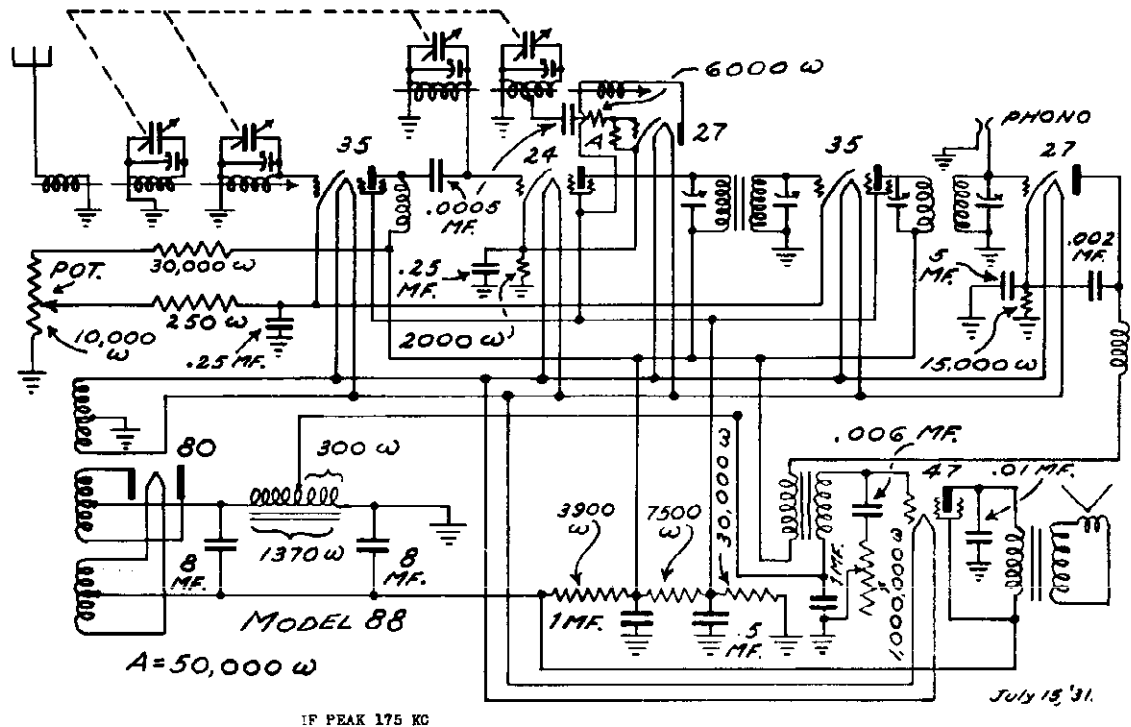 6000 ω
A
PHONO
35
24
27
35
27
.0005
MF.
30,000 ω
.25
MF.
.5
MF.
.002
MF.
POT.
250 ω
10,000
ω
.25 MF.
2000 ω
15,000 ω
80
300 ω
.006 MF.
47
.01 MF.
1370 ω
8
MF.
8
MF.
3900
ω
7500
ω
30,000 ω
.1 MF.
MODEL 88
1 MF.
.5
MF.
A = 50,000 ω
July 15, '31.
IF PEAK 175 KC